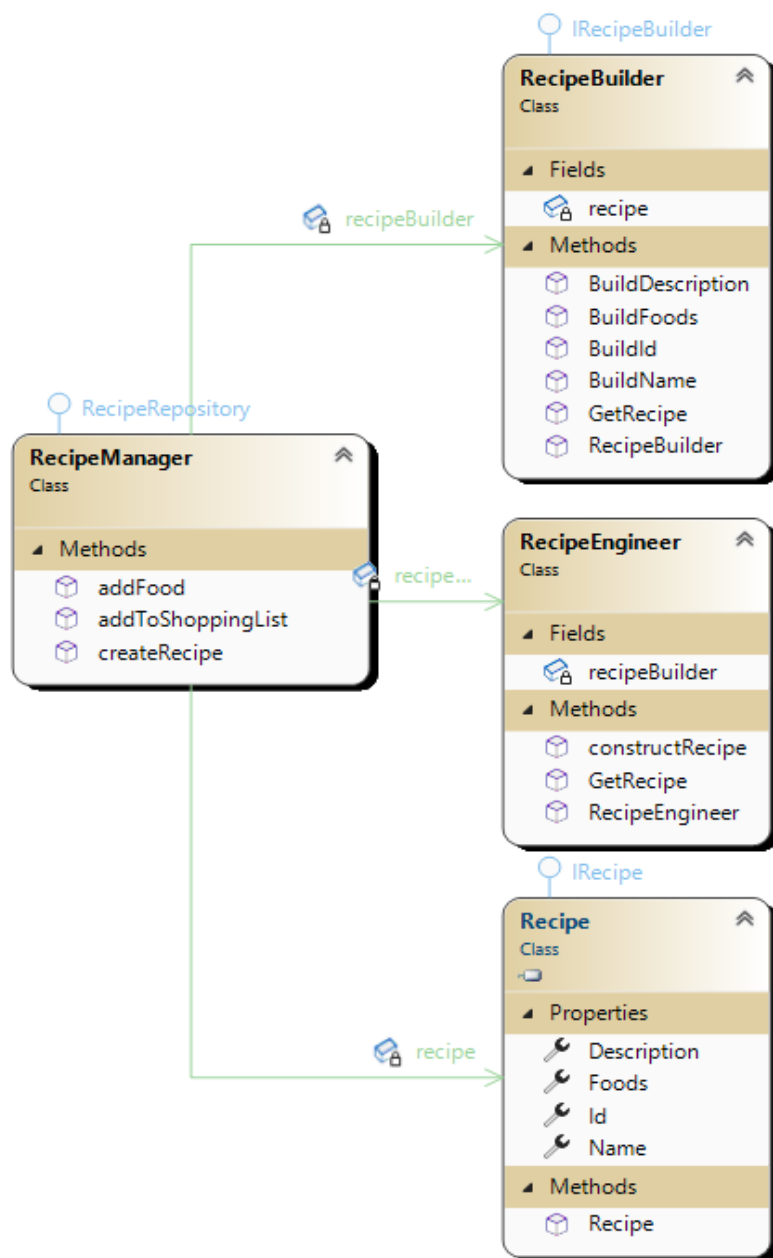 IRecipeBuilder
RecipeBuilder
Class
Fields
recipe
Methods
BuildDescription
BuildFoods
BuildId
BuildName
GetRecipe
RecipeBuilder
recipeBuilder
RecipeRepository
RecipeManager
Class
Methods
addFood
addToShoppingList
createRecipe
recipe...
RecipeEngineer
Class
Fields
recipeBuilder
Methods
constructRecipe
GetRecipe
RecipeEngineer
IRecipe
Recipe
Class
Properties
Description
Foods
Id
Name
Methods
Recipe
recipe